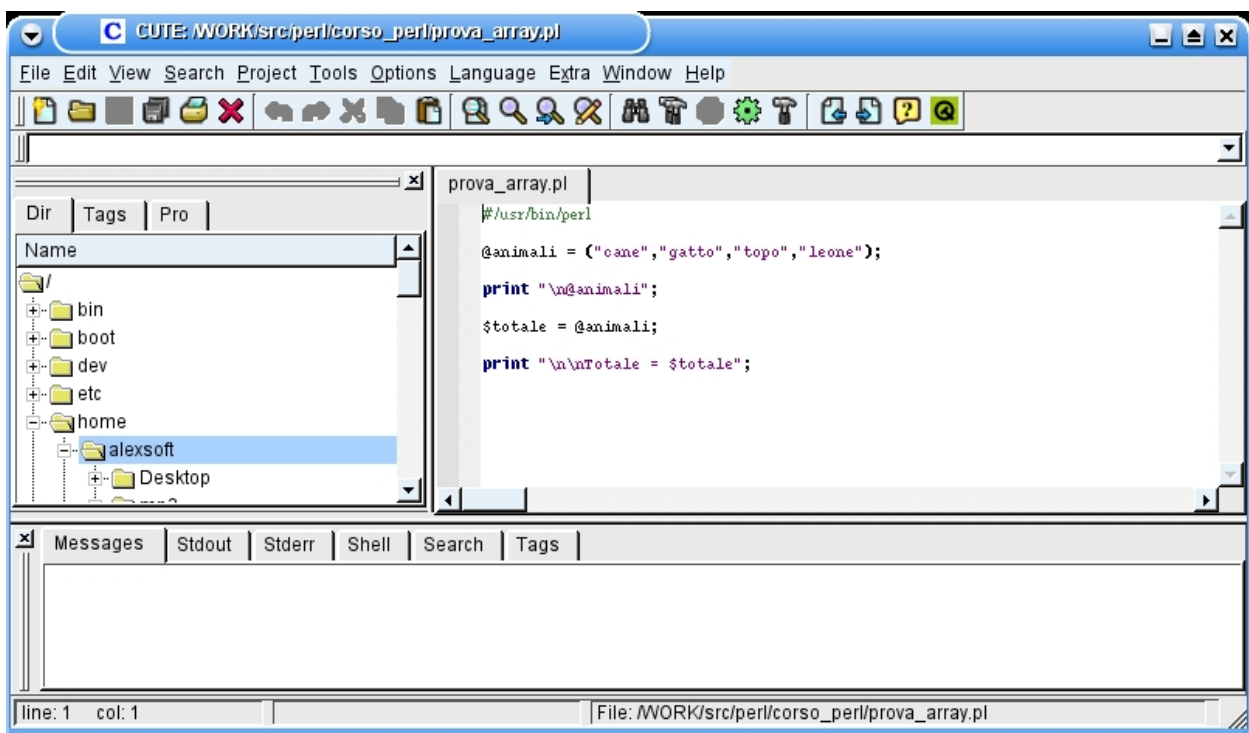 CUTE: /WORK/src/perl/corso_perl/prova_array.pl
File Edit View Search Project Tools Options Language Extra Window Help
prova_array.pl
Dir Tags Pro
Name
/
bin
boot
dev
etc
home
alexsoft
Desktop
#/usr/bin/perl
@animali = ("cane","gatto","topo","leone");
print "\n@animali";
$totale = @animali;
print "\n\nTotale = $totale";
Messages Stdout Stderr Shell Search Tags
line: 1 col: 1
File: /WORK/src/perl/corso_perl/prova_array.pl